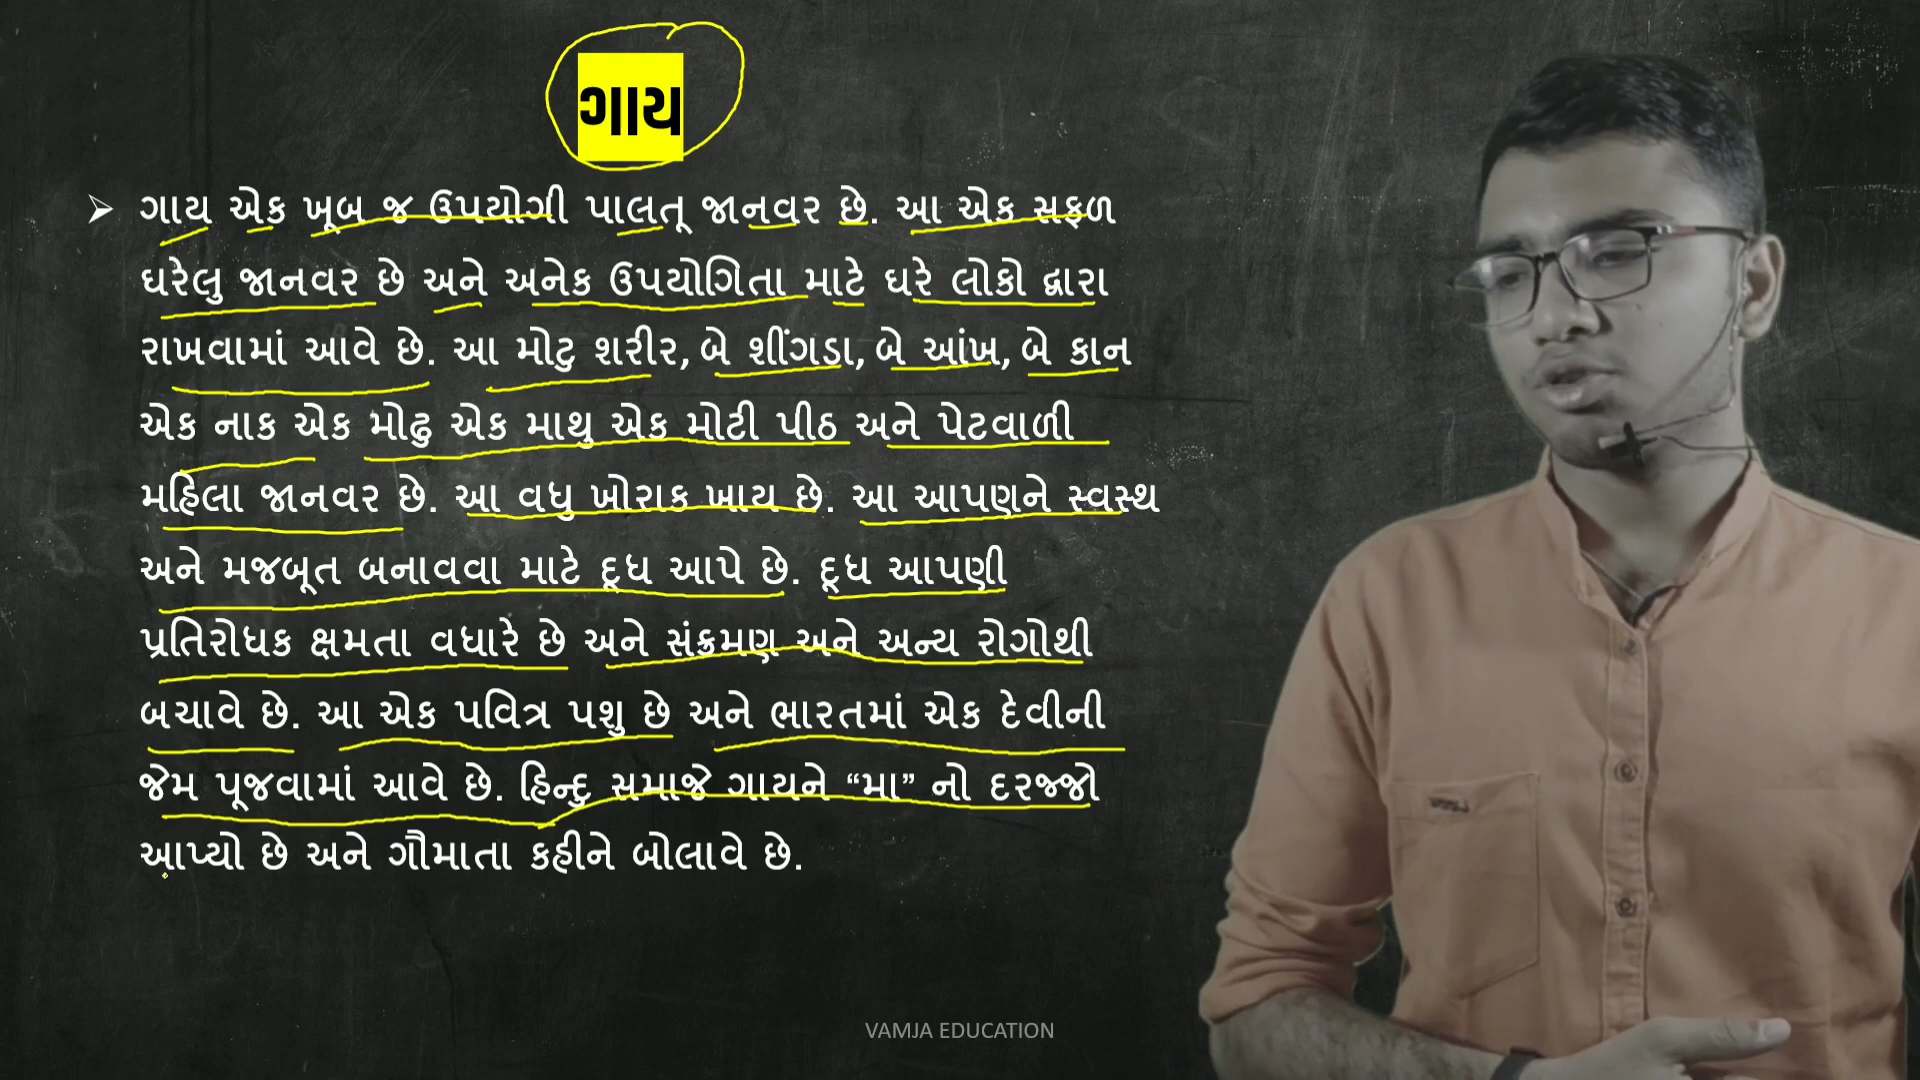 ગાય
➢ ગાય એક ખૂબ જ ઉપયોગી પાલતૂ જાનવર છે. આ એક સફળ
ઘરેલુ જાનવર છે અને અનેક ઉપયોગિતા માટે ઘરે લોકો દ્વારા
રાખવામાં આવે છે. આ મોટુ શરીર, બે શીંગડા, બે આંખ, બે કાન
એક નાક એક મોઢુ એક માથુ એક મોટી પીઠ અને પેટવાળી
મહિલા જાનવર છે. આ વધુ ખોરાક ખાય છે. આ આપણને સ્વસ્થ
અને મજબૂત બનાવવા માટે દૂધ આપે છે. દૂધ આપણી
પ્રતિરોધક ક્ષમતા વધારે છે અને સંક્રમણ અને અન્ય રોગોથી
બચાવે છે. આ એક પવિત્ર પશુ છે અને ભારતમાં એક દેવીની
જેમ પૂજવામાં આવે છે. હિન્દુ સમાજે ગાયને “મા” નો દરજ્જો
આપ્યો છે અને ગૌમાતા કહીને બોલાવે છે.
VAMJA EDUCATION